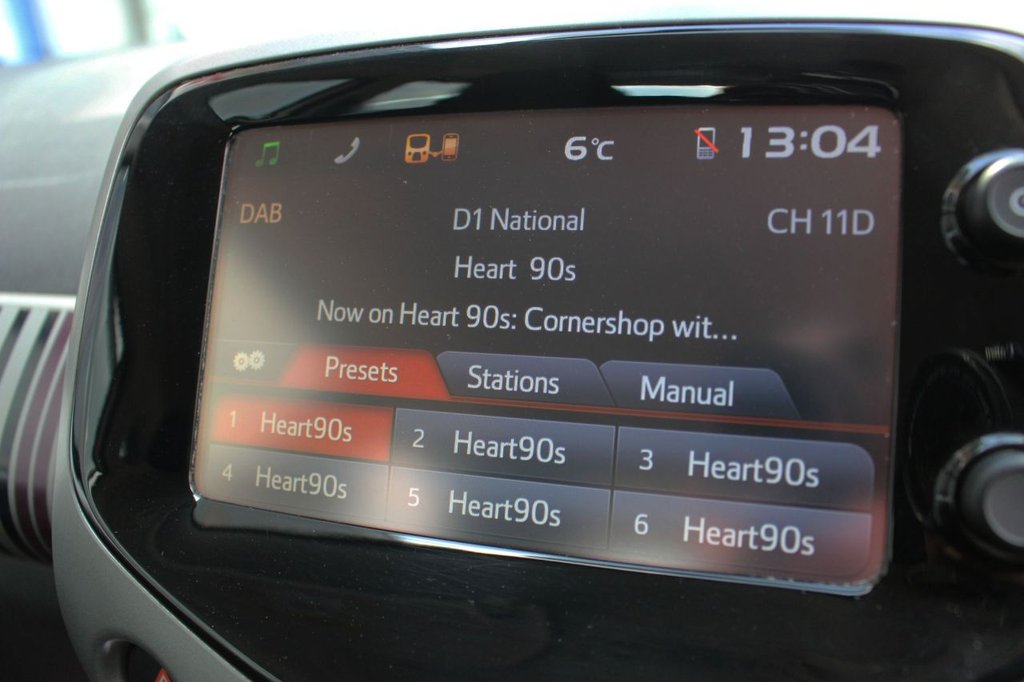 6°C 13:04
DAB D1 National CH 11D
Heart 90s
Now on Heart 90s: Cornershop wit...
Presets Stations Manual
1 Heart90s 2 Heart90s 3 Heart90s
4 Heart90s 5 Heart90s 6 Heart90s